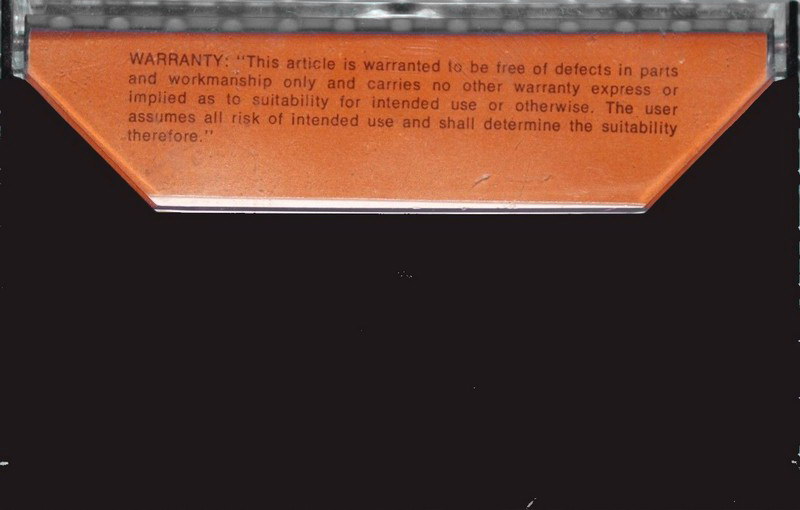 WARRANTY: "This article is warranted to be free of defects in parts
and workmanship only and carries no other warranty express or
implied as to suitability for intended use or otherwise. The user
assumes all risk of intended use and shall determine the suitability
therefore."